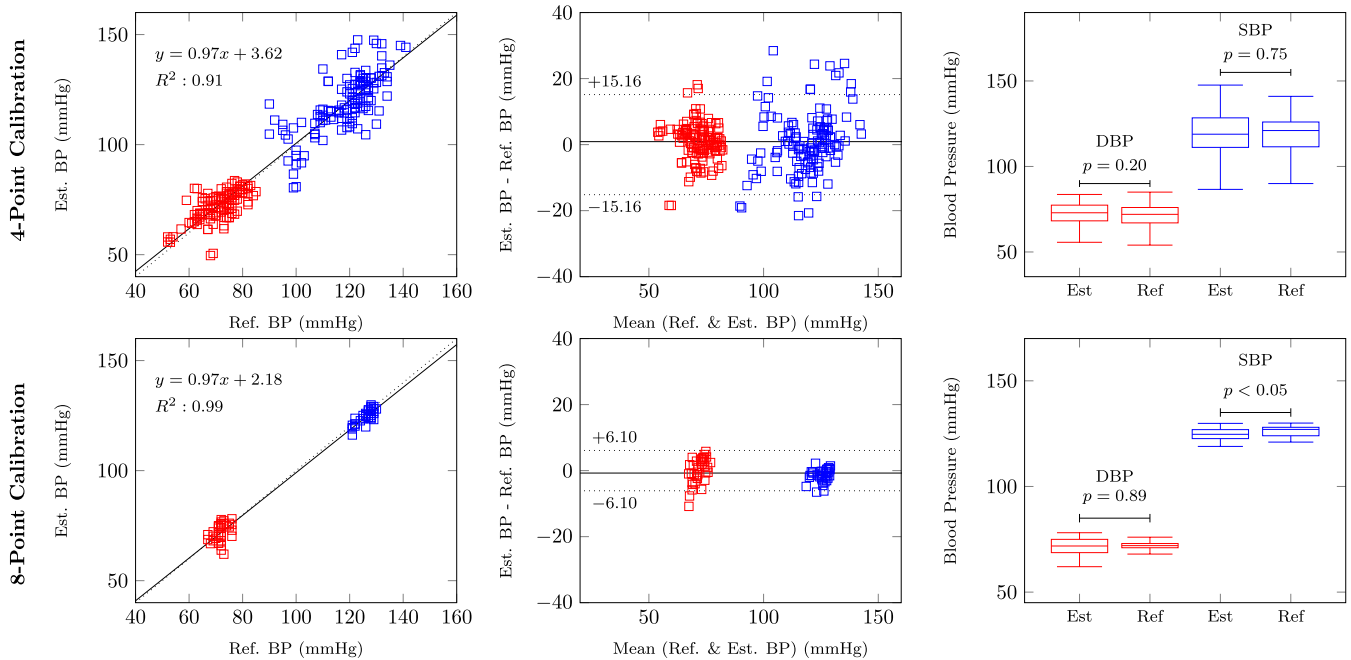 4-Point Calibration
Est. BP (mmHg)
150
100
50
y = 0.97x + 3.62
R² : 0.91
40 60 80 100 120 140 160
Ref. BP (mmHg)
Est. BP - Ref. BP (mmHg)
40
20
0
−20
−40
+15.16
−15.16
50 100 150
Mean (Ref. & Est. BP) (mmHg)
Blood Pressure (mmHg)
150
100
50
SBP
p = 0.75
DBP
p = 0.20
Est Ref Est Ref
8-Point Calibration
Est. BP (mmHg)
150
100
50
y = 0.97x + 2.18
R² : 0.99
40 60 80 100 120 140 160
Ref. BP (mmHg)
Est. BP - Ref. BP (mmHg)
40
20
0
−20
−40
+6.10
−6.10
50 100 150
Mean (Ref. & Est. BP) (mmHg)
Blood Pressure (mmHg)
150
100
50
SBP
p < 0.05
DBP
p = 0.89
Est Ref Est Ref